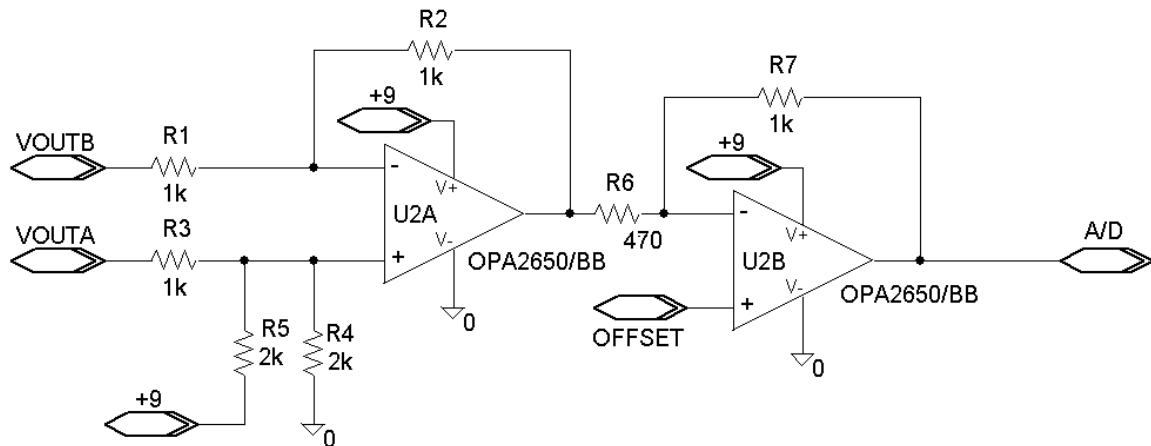 R2
1k
+9
R7
1k
VOUTB
R1
1k
-
V+
U2A
V-
+
OPA2650/BB
0
+9
R6
470
-
V+
U2B
V-
+
OPA2650/BB
0
A/D
VOUTA
R3
1k
OFFSET
R5
2k
R4
2k
+9
0